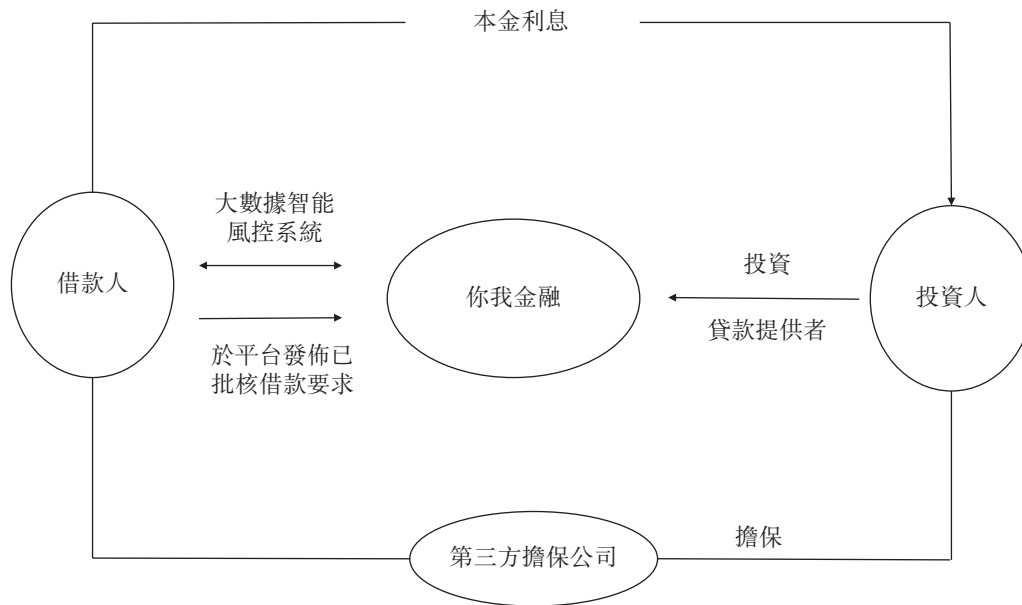 本金利息
大數據智能
風控系統
借款人
你我金融
投資
投資人
貸款提供者
於平台發佈已
批核借款要求
第三方擔保公司
擔保